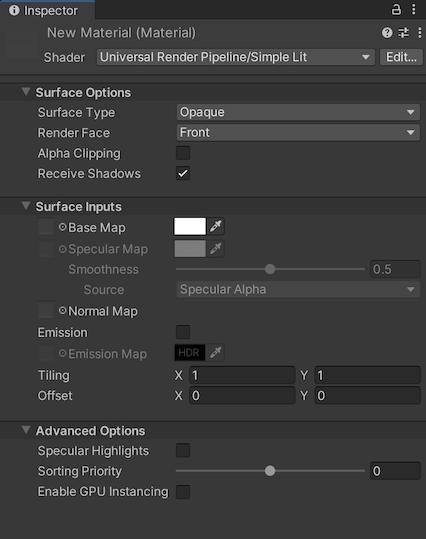 Inspector
New Material (Material)
Shader Universal Render Pipeline/Simple Lit Edit...
Surface Options
Surface Type Opaque
Render Face Front
Alpha Clipping
Receive Shadows
Surface Inputs
Base Map
Specular Map
Smoothness 0.5
Source Specular Alpha
Normal Map
Emission
Emission Map HDR
Tiling X 1 Y 1
Offset X 0 Y 0
Advanced Options
Specular Highlights
Sorting Priority 0
Enable GPU Instancing